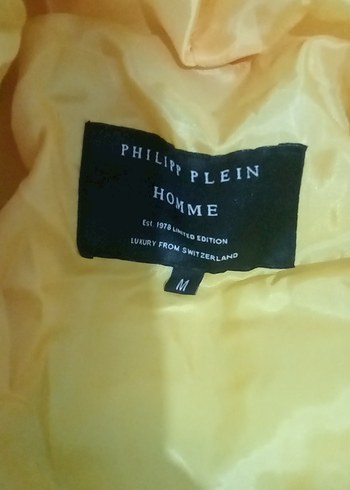 PHILIPP PLEIN
HOMME
Est. 1978 LIMITED EDITION
LUXURY FROM SWITZERLAND
M